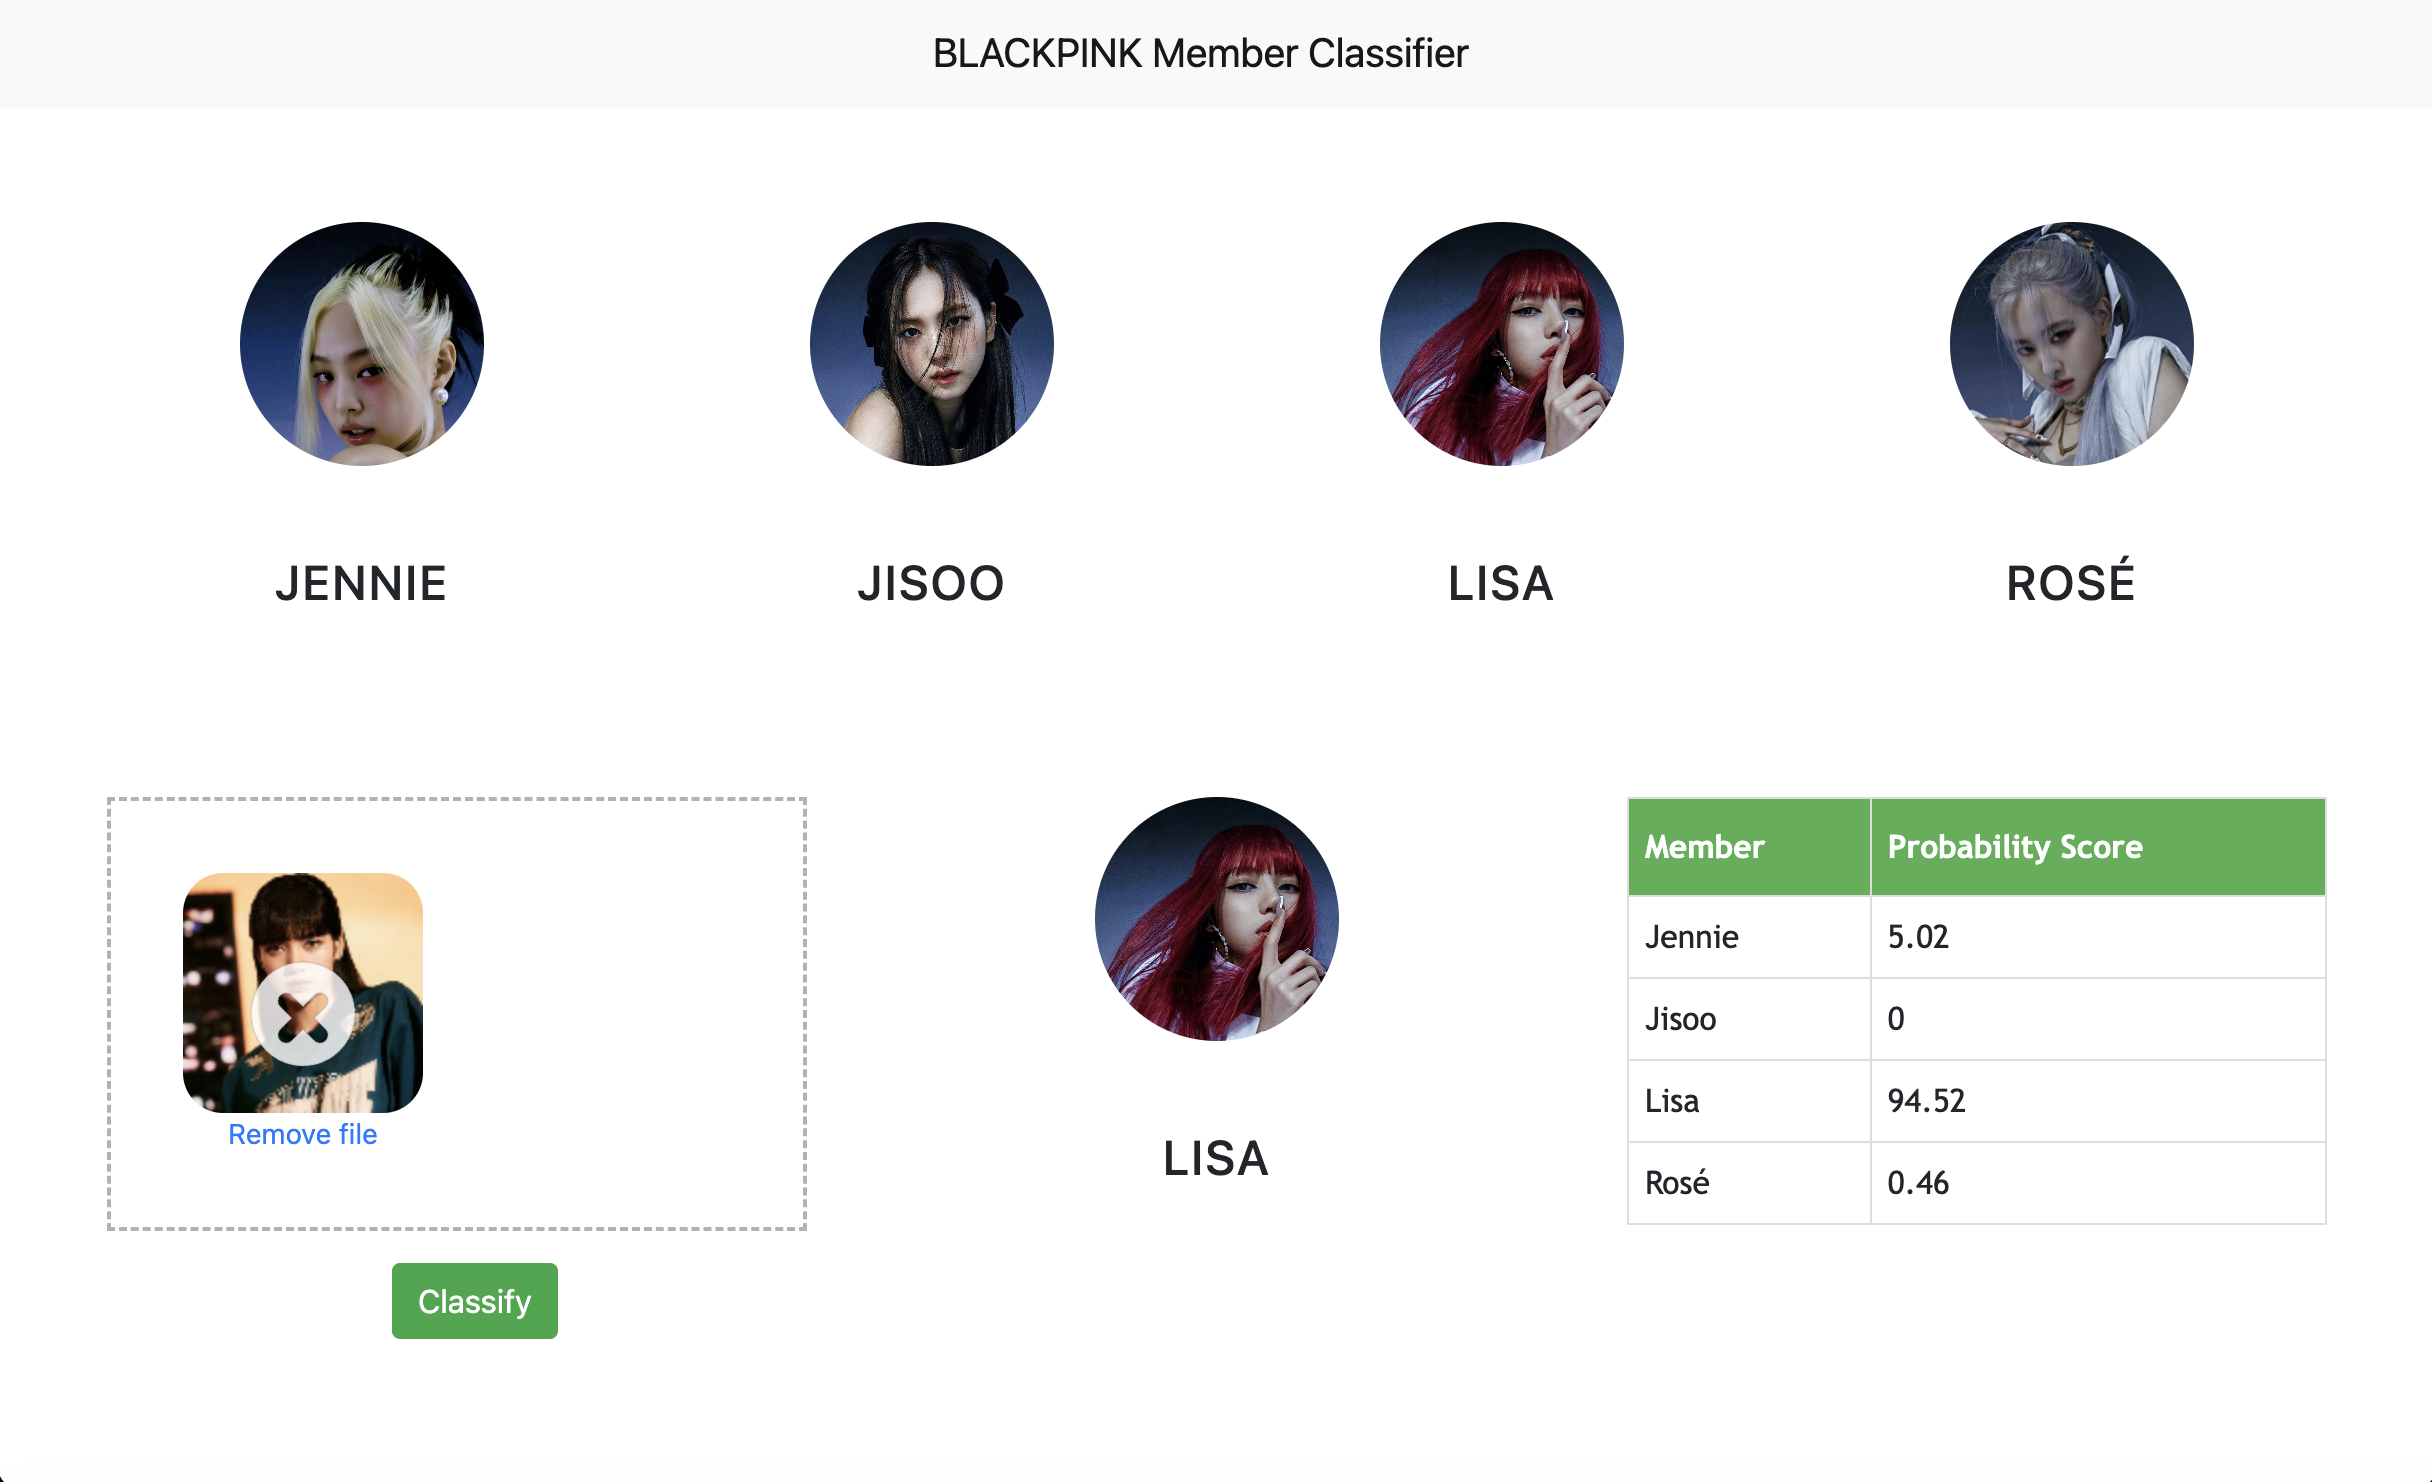 BLACKPINK Member Classifier
JENNIE
JISOO
LISA
ROSÉ
Remove file
Classify
LISA
Member Probability Score
Jennie 5.02
Jisoo 0
Lisa 94.52
Rosé 0.46